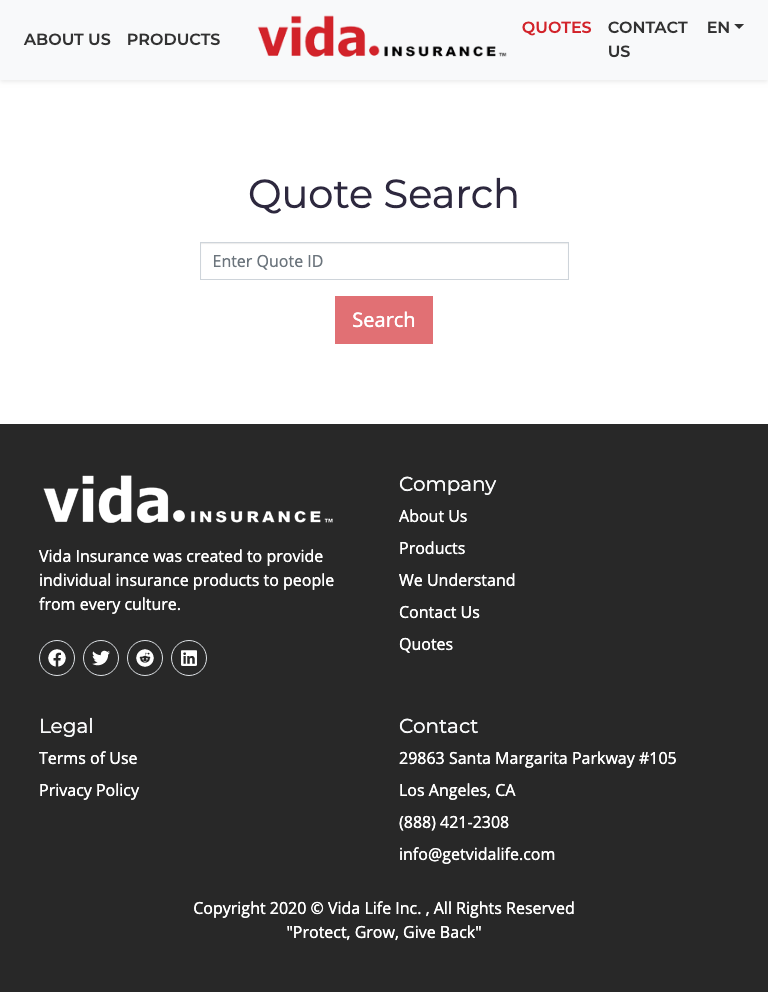 ABOUT US
PRODUCTS
vida.INSURANCE™
QUOTES
CONTACT
US
EN
Quote Search
Enter Quote ID
Search
vida.INSURANCE™
Vida Insurance was created to provide
individual insurance products to people
from every culture.
Company
About Us
Products
We Understand
Contact Us
Quotes
Legal
Terms of Use
Privacy Policy
Contact
29863 Santa Margarita Parkway #105
Los Angeles, CA
(888) 421-2308
info@getvidalife.com
Copyright 2020 © Vida Life Inc. , All Rights Reserved
"Protect, Grow, Give Back"